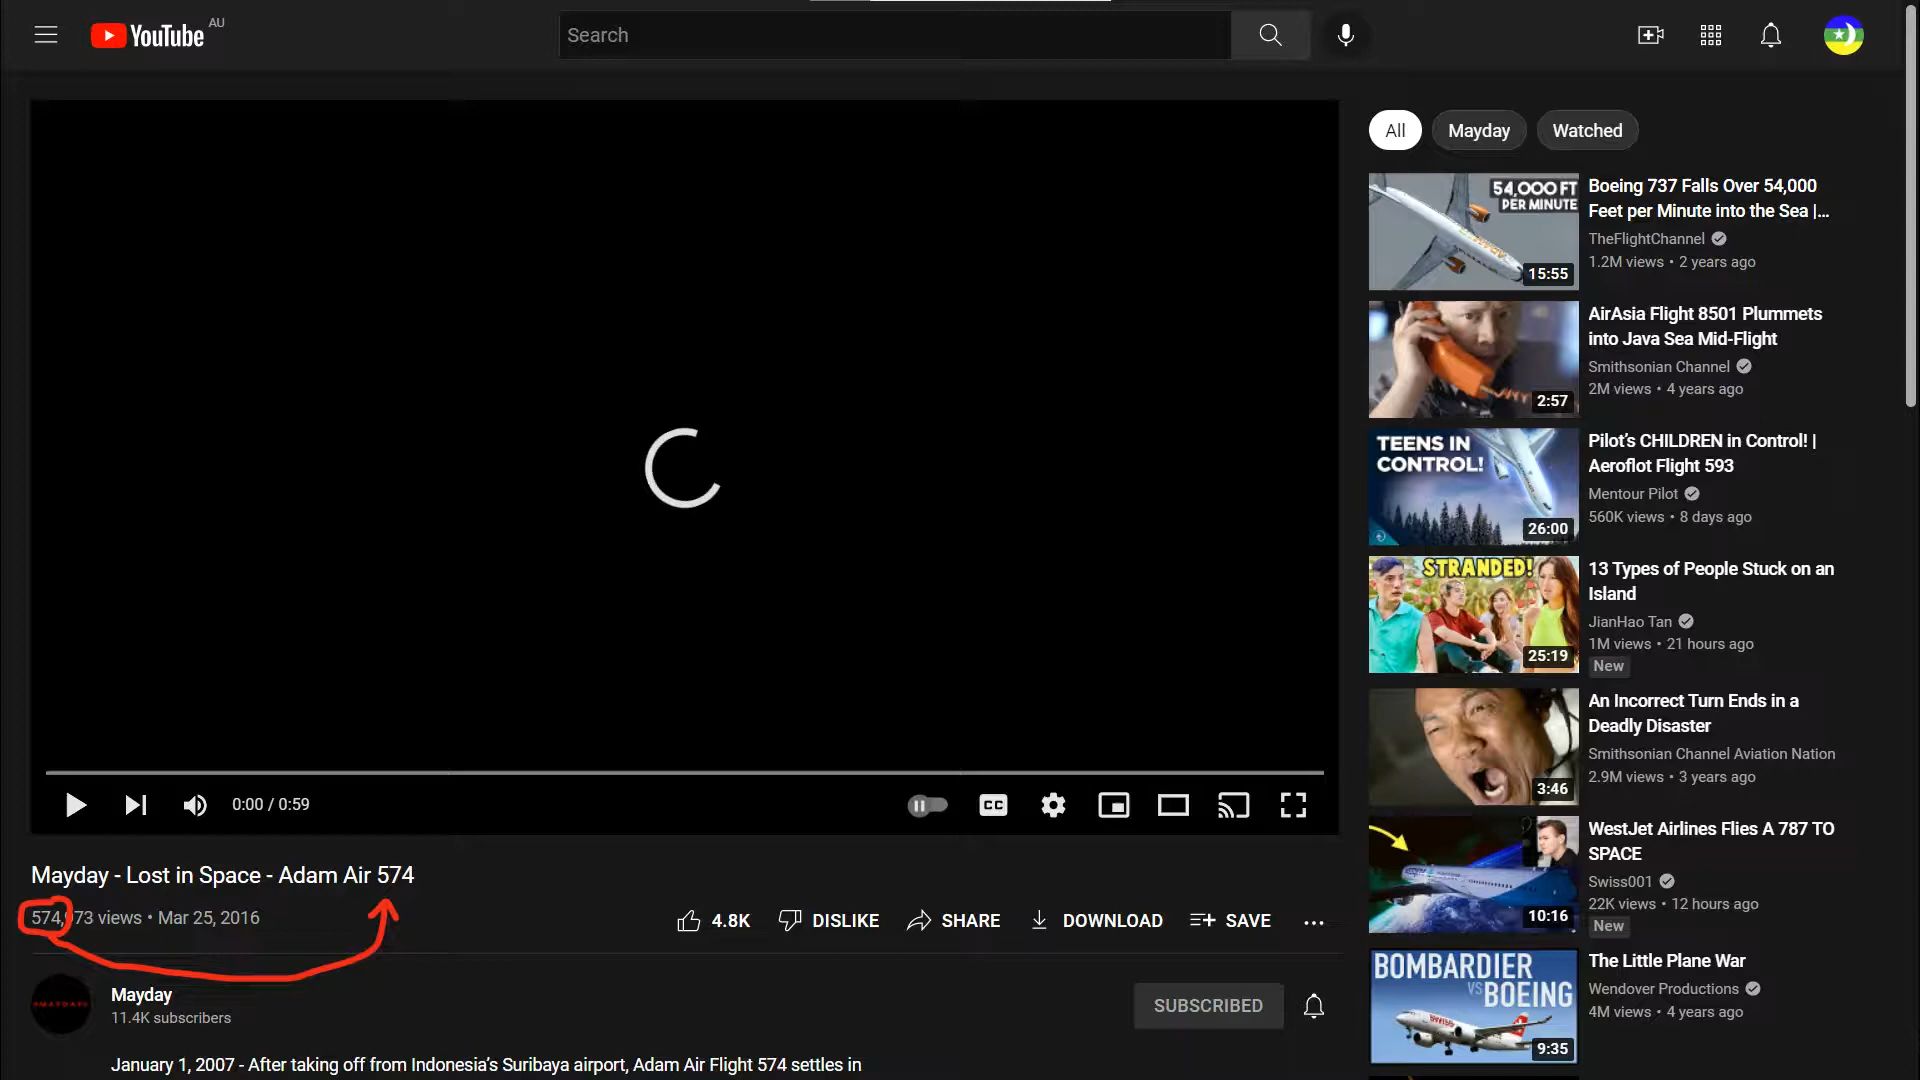 YouTube AU
Search
All
Mayday
Watched
54,000 FT
PER MINUTE
15:55
Boeing 737 Falls Over 54,000
Feet per Minute into the Sea |...
TheFlightChannel
1.2M views • 2 years ago
2:57
AirAsia Flight 8501 Plummets
into Java Sea Mid-Flight
Smithsonian Channel
2M views • 4 years ago
TEENS IN
CONTROL!
26:00
Pilot’s CHILDREN in Control! |
Aeroflot Flight 593
Mentour Pilot
560K views • 8 days ago
STRANDED!
25:19
13 Types of People Stuck on an
Island
JianHao Tan
1M views • 21 hours ago
New
3:46
An Incorrect Turn Ends in a
Deadly Disaster
Smithsonian Channel Aviation Nation
2.9M views • 3 years ago
10:16
WestJet Airlines Flies A 787 TO
SPACE
Swiss001
22K views • 12 hours ago
New
BOMBARDIER
VS BOEING
9:35
The Little Plane War
Wendover Productions
4M views • 4 years ago
0:00 / 0:59
CC
Mayday - Lost in Space - Adam Air 574
574,973 views • Mar 25, 2016
4.8K
DISLIKE
SHARE
DOWNLOAD
SAVE
MAYDAY
Mayday
11.4K subscribers
SUBSCRIBED
January 1, 2007 - After taking off from Indonesia’s Suribaya airport, Adam Air Flight 574 settles in